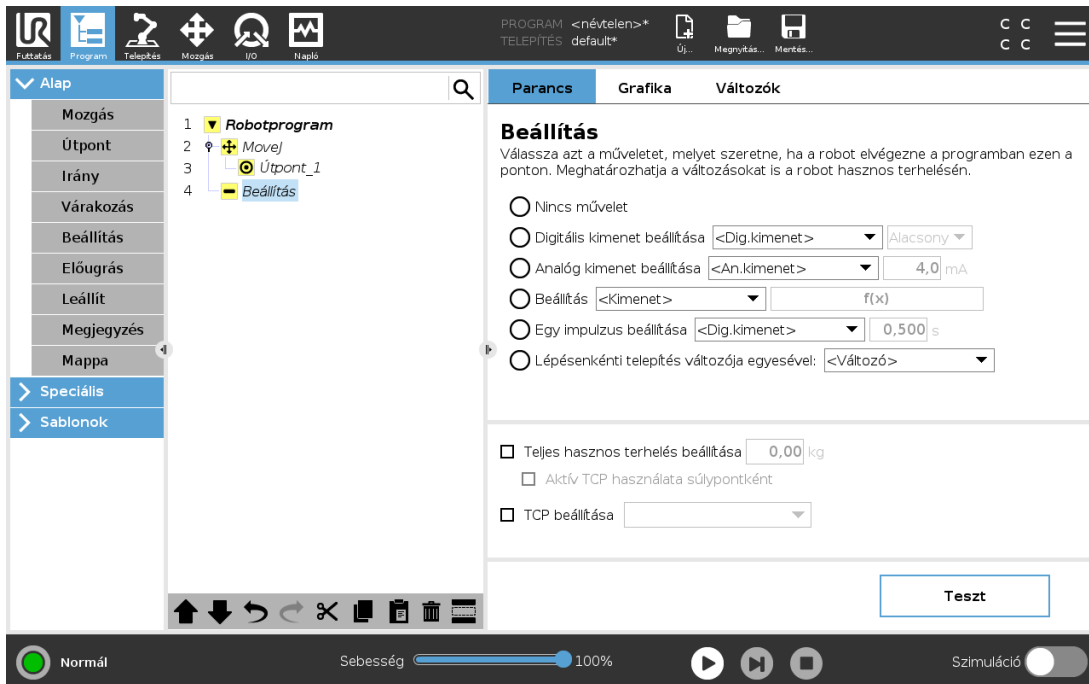 UR
PROGRAM <névtelen>*
TELEPÍTÉS default*
C C
C C
Futtatás
Program
Telepítés
Mozgás
I/O
Napló
Új...
Megnyitás...
Mentés...
Alap
Mozgás
Útpont
Irány
Várakozás
Beállítás
Előugrás
Leállít
Megjegyzés
Mappa
Speciális
Sablonok
1 Robotprogram
2 MoveJ
3 Útpont_1
4 Beállítás
Parancs
Grafika
Változók
Beállítás
Válassza azt a műveletet, melyet szeretne, ha a robot elvégezne a programban ezen a
ponton. Meghatározhatja a változásokat is a robot hasznos terhelésén.
Nincs művelet
Digitális kimenet beállítása <Dig.kimenet> Alacsony
Analóg kimenet beállítása <An.kimenet> 4,0 mA
Beállítás <Kimenet> f(x)
Egy impulzus beállítása <Dig.kimenet> 0,500 s
Lépésenkénti telepítés változója egyesével: <Változó>
Teljes hasznos terhelés beállítása 0,00 kg
Aktív TCP használata súlypontként
TCP beállítása
Teszt
Normál
Sebesség 100%
Szimuláció